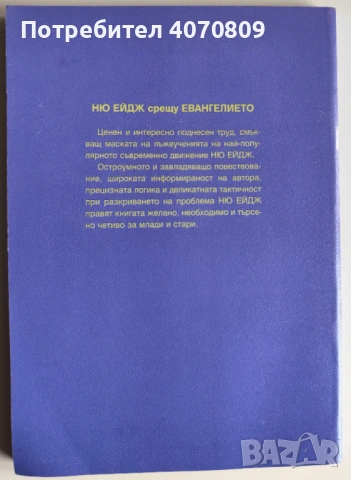 Потребител 4070809
НЮ ЕЙДЖ срещу ЕВАНГЕЛИЕТО
Ценен и интересно поднесен труд, смък-
ващ маската на лъжеученията на най-попу-
лярното съвременно движение НЮ ЕЙДЖ.
Остроумното и завладяващо повествова-
ние, широката информираност на автора,
прецизната логика и деликатната тактичност
при разкриването на проблема НЮ ЕЙДЖ
правят книгата желано, необходимо и търсе-
но четиво за млади и стари.
BAZAR